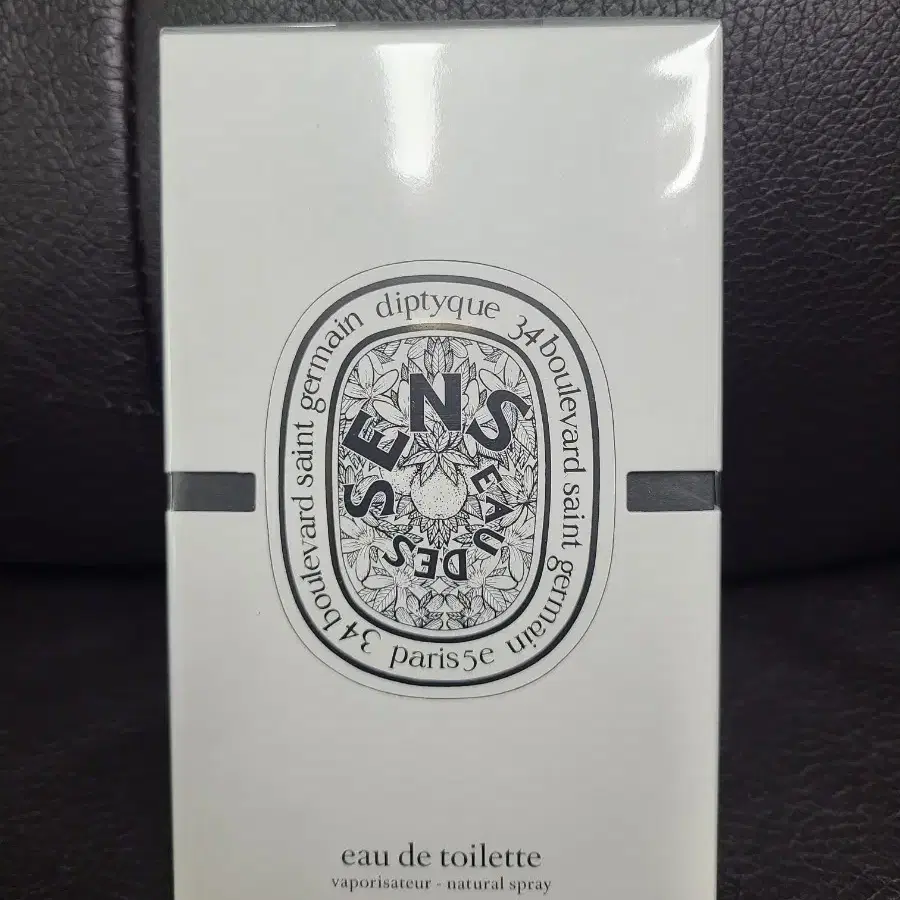 diptyque 34 boulevard saint germain paris 5e 34 boulevard saint germain
EAU DES SENS
eau de toilette
vaporisateur - natural spray